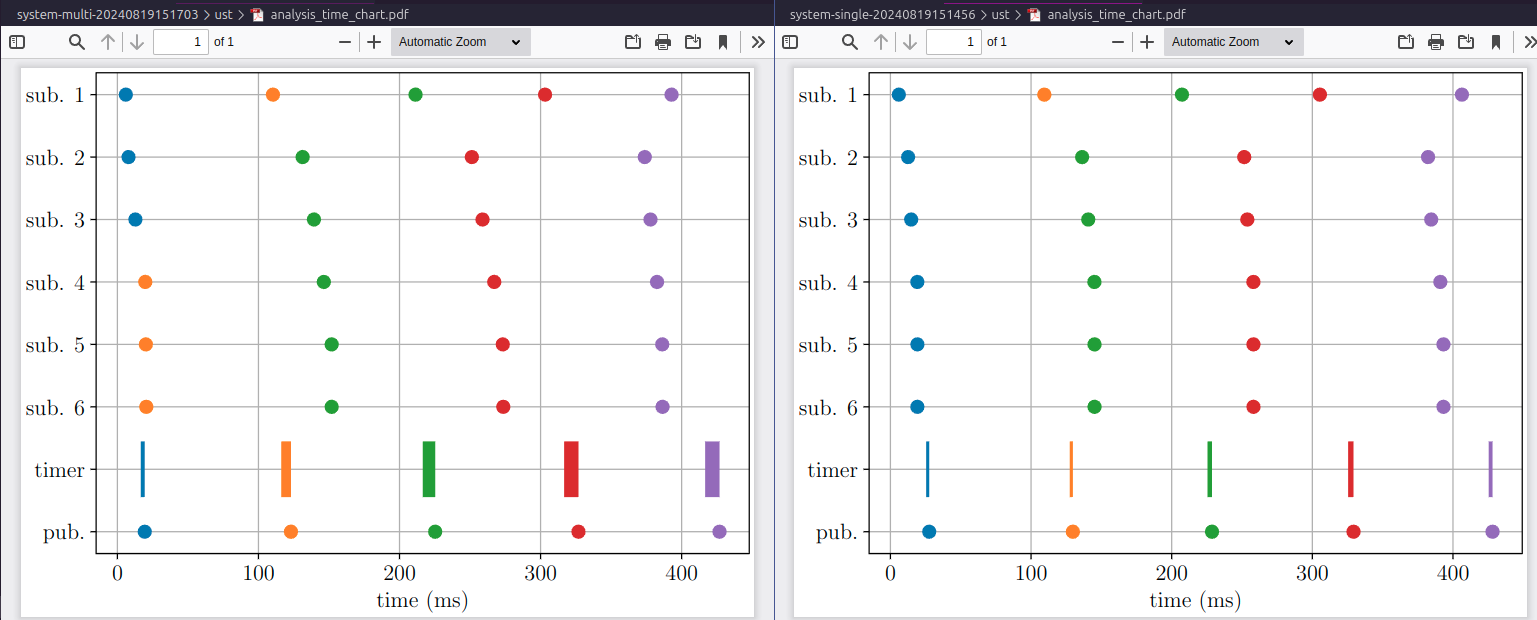 system-multi-20240819151703 > ust > analysis_time_chart.pdf
1 of 1
Automatic Zoom
sub. 1
sub. 2
sub. 3
sub. 4
sub. 5
sub. 6
timer
pub.
0 100 200 300 400
time (ms)
system-single-20240819151456 > ust > analysis_time_chart.pdf
1 of 1
Automatic Zoom
sub. 1
sub. 2
sub. 3
sub. 4
sub. 5
sub. 6
timer
pub.
0 100 200 300 400
time (ms)